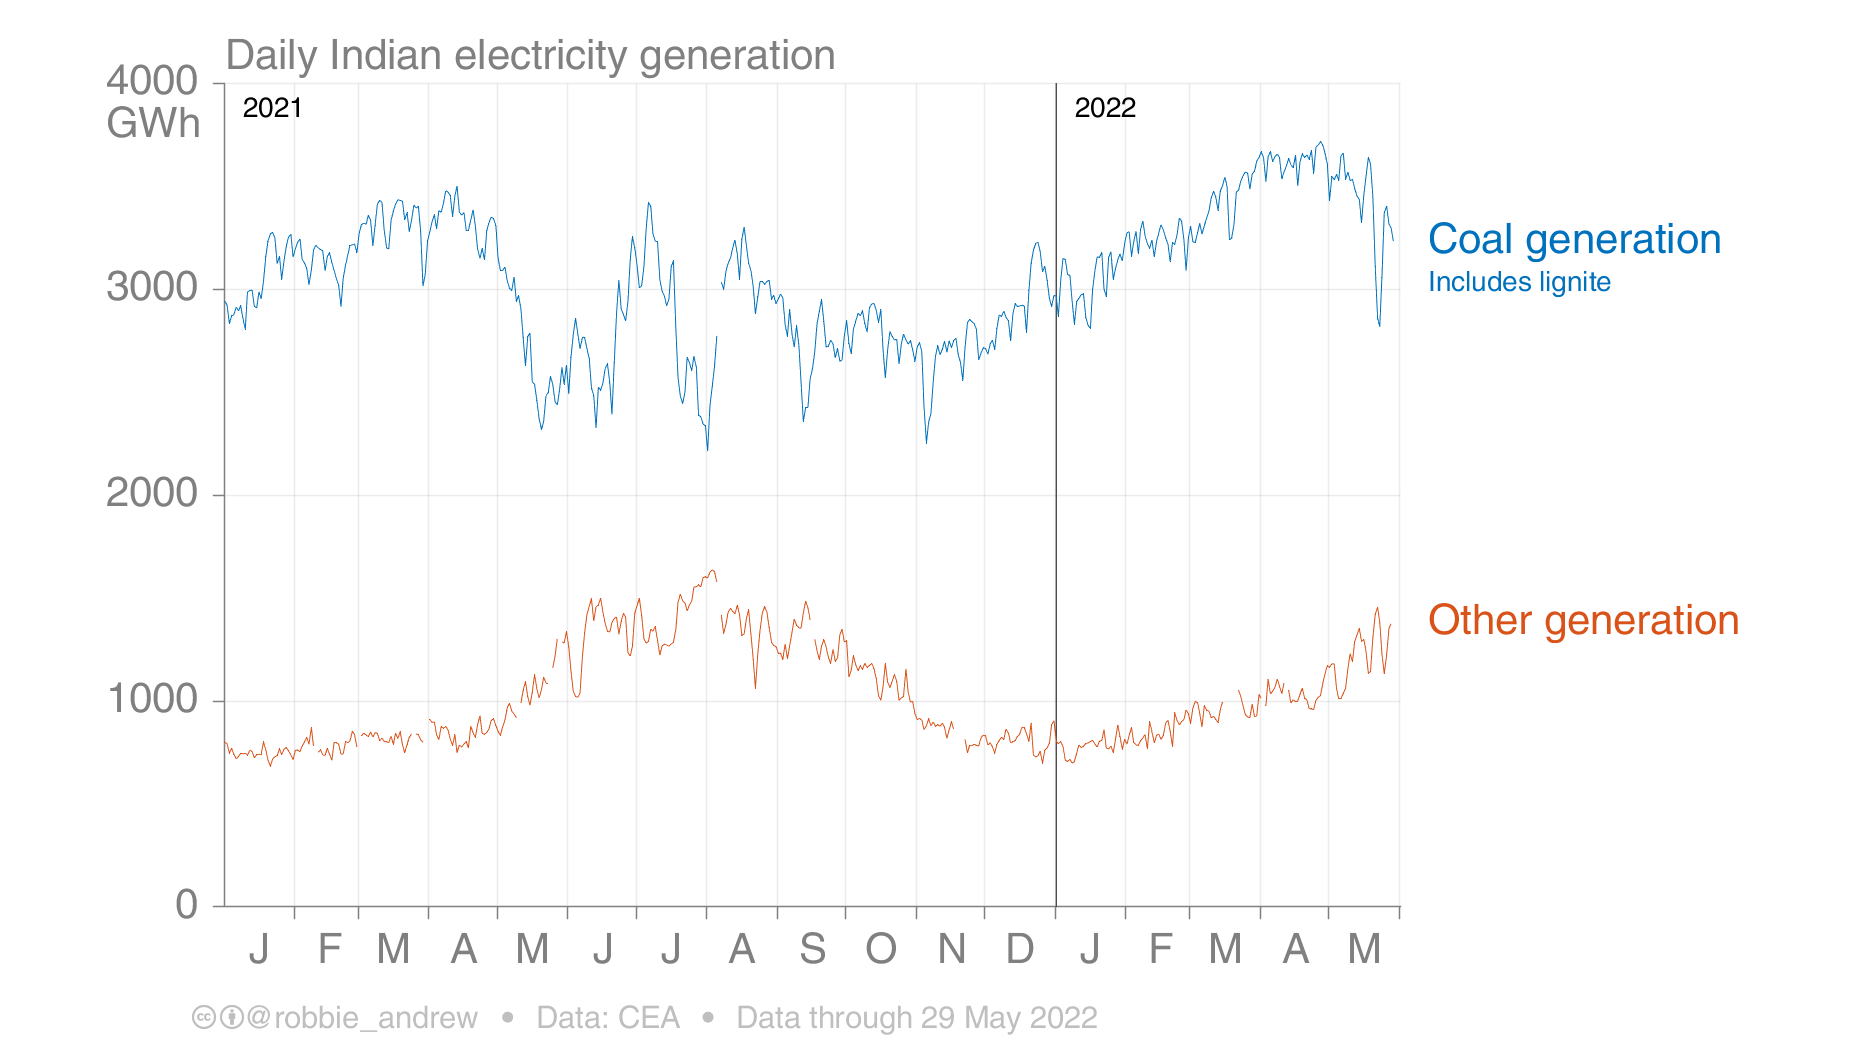 Daily Indian electricity generation
4000
GWh
2021
2022
3000
2000
1000
0
Coal generation
Includes lignite
Other generation
J F M A M J J A S O N D J F M A M
@robbie_andrew • Data: CEA • Data through 29 May 2022